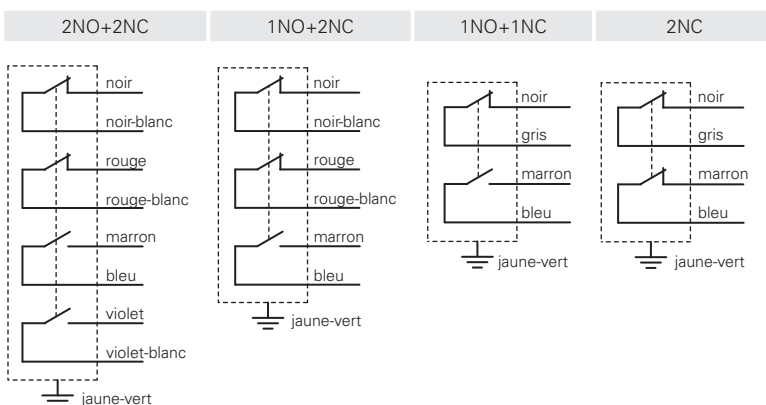 2NO+2NC
noir
noir-blanc
rouge
rouge-blanc
marron
bleu
violet
violet-blanc
jaune-vert
1NO+2NC
noir
noir-blanc
rouge
rouge-blanc
marron
bleu
jaune-vert
1NO+1NC
noir
gris
marron
bleu
jaune-vert
2NC
noir
gris
marron
bleu
jaune-vert